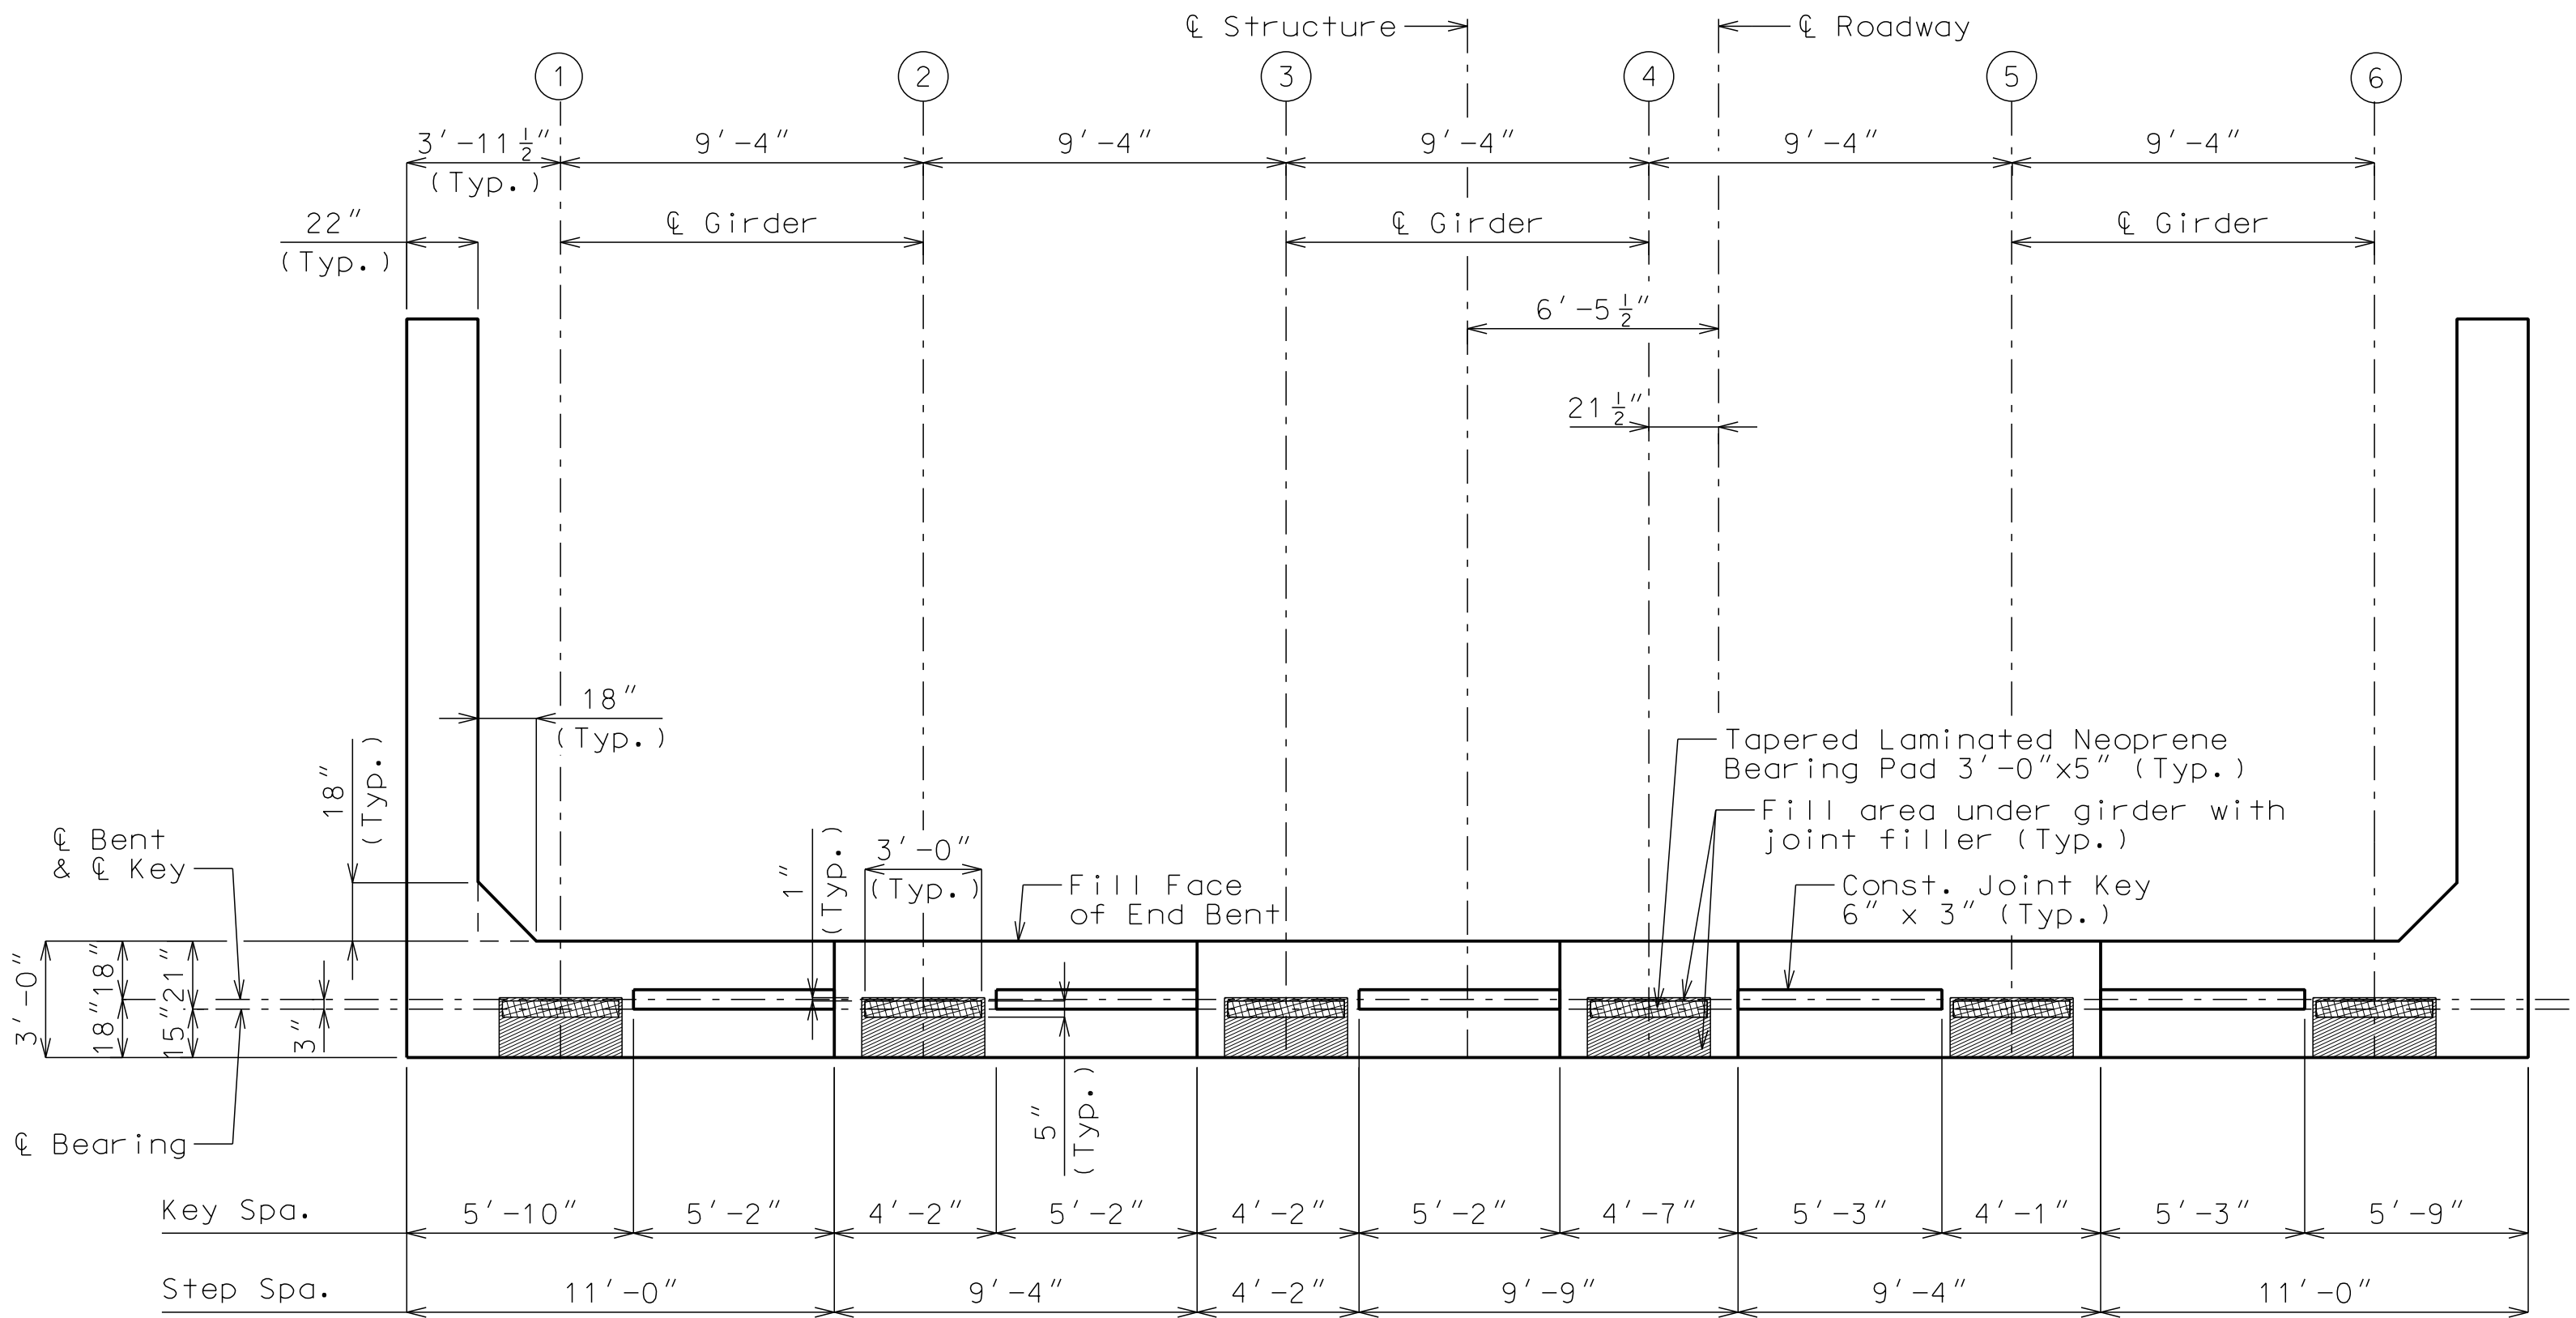 ℄ Structure
℄ Roadway
1 2 3 4 5 6
3'-11 1/2" 9'-4" 9'-4" 9'-4" 9'-4" 9'-4"
(Typ.)
22" ℄ Girder ℄ Girder ℄ Girder
(Typ.)
6'-5 1/2"
21 1/2"
18"
(Typ.)
18"
(Typ.)
Tapered Laminated Neoprene
Bearing Pad 3'-0"x5" (Typ.)
Fill area under girder with
joint filler (Typ.)
℄ Bent
& ℄ Key
1"
(Typ.)
3'-0"
(Typ.)
Fill Face
of End Bent
Const. Joint Key
6" x 3" (Typ.)
3'-0"
18"
18"
21"
15"
3"
5"
(Typ.)
℄ Bearing
Key Spa. 5'-10" 5'-2" 4'-2" 5'-2" 4'-2" 5'-2" 4'-7" 5'-3" 4'-1" 5'-3" 5'-9"
Step Spa. 11'-0" 9'-4" 4'-2" 9'-9" 9'-4" 11'-0"